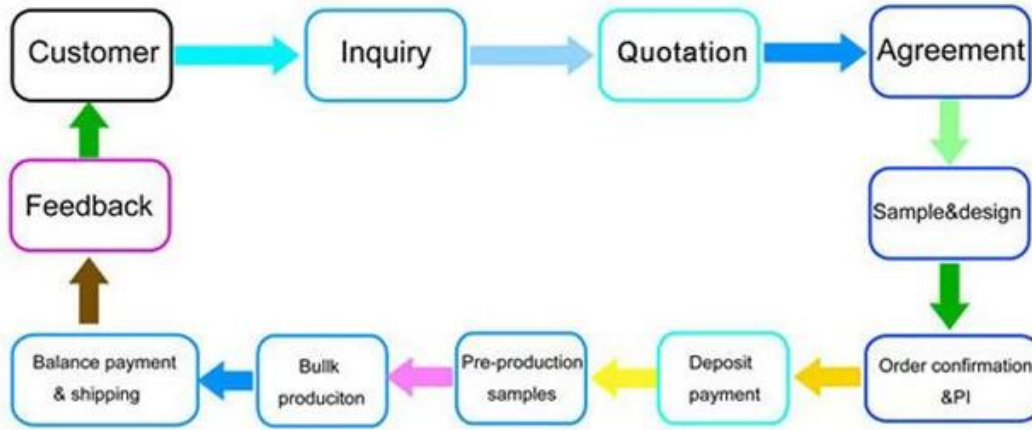 Customer
Inquiry
Quotation
Agreement
Sample&design
Order confirmation
&PI
Deposit
payment
Pre-production
samples
Bullk
produciton
Balance payment
& shipping
Feedback